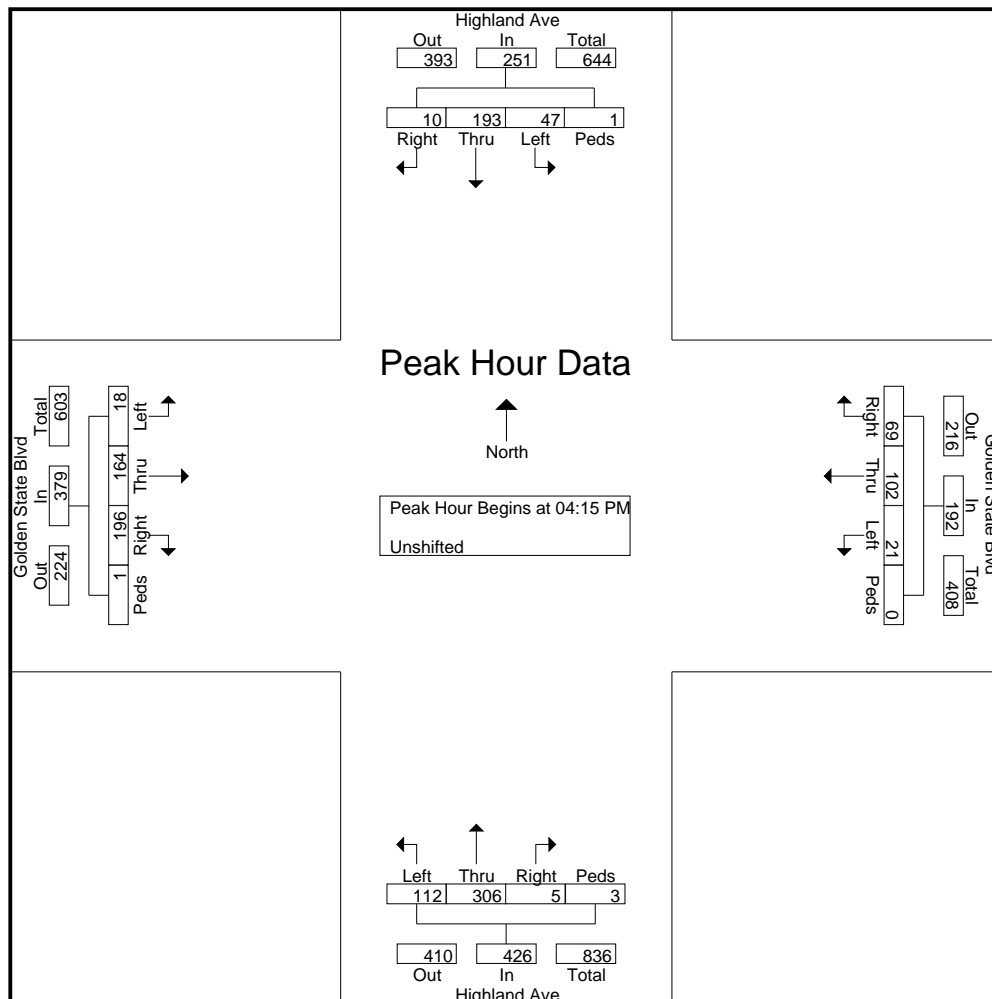 Highland Ave
Out In Total
393 251 644
10 193 47 1
Right Thru Left Peds
Peak Hour Data
North
Peak Hour Begins at 04:15 PM
Unshifted
Golden State Blvd
Total In Out
603 379 224
18 164 196 1
Left Thru Right Peds
Right Thru Left Peds
69 102 21 0
Out In Total
216 192 408
Golden State Blvd
Left Thru Right Peds
112 306 5 3
410 426 836
Out In Total
Highland Ave